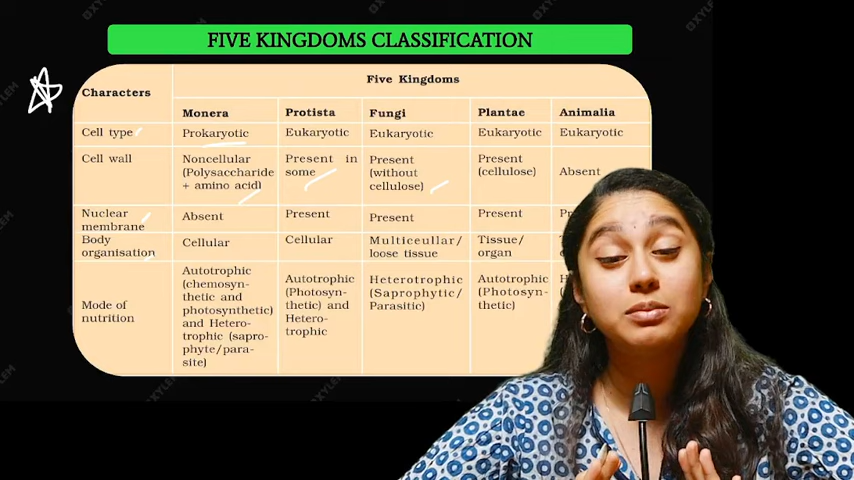 FIVE KINGDOMS CLASSIFICATION
Characters
Five Kingdoms
Monera
Protista
Fungi
Plantae
Animalia
Cell type
Prokaryotic
Eukaryotic
Eukaryotic
Eukaryotic
Eukaryotic
Cell wall
Noncellular
(Polysaccharide
+ amino acid)
Present in
some
Present
(without
cellulose)
Present
(cellulose)
Absent
Nuclear
membrane
Absent
Present
Present
Present
Body
organisation
Cellular
Cellular
Multiceullar/
loose tissue
Tissue/
organ
Mode of
nutrition
Autotrophic
(chemosyn-
thetic and
photosynthetic)
and Hetero-
trophic (sapro-
phyte/para-
site)
Autotrophic
(Photosyn-
thetic) and
Hetero-
trophic
Heterotrophic
(Saprophytic/
Parasitic)
Autotrophic
(Photosyn-
thetic)